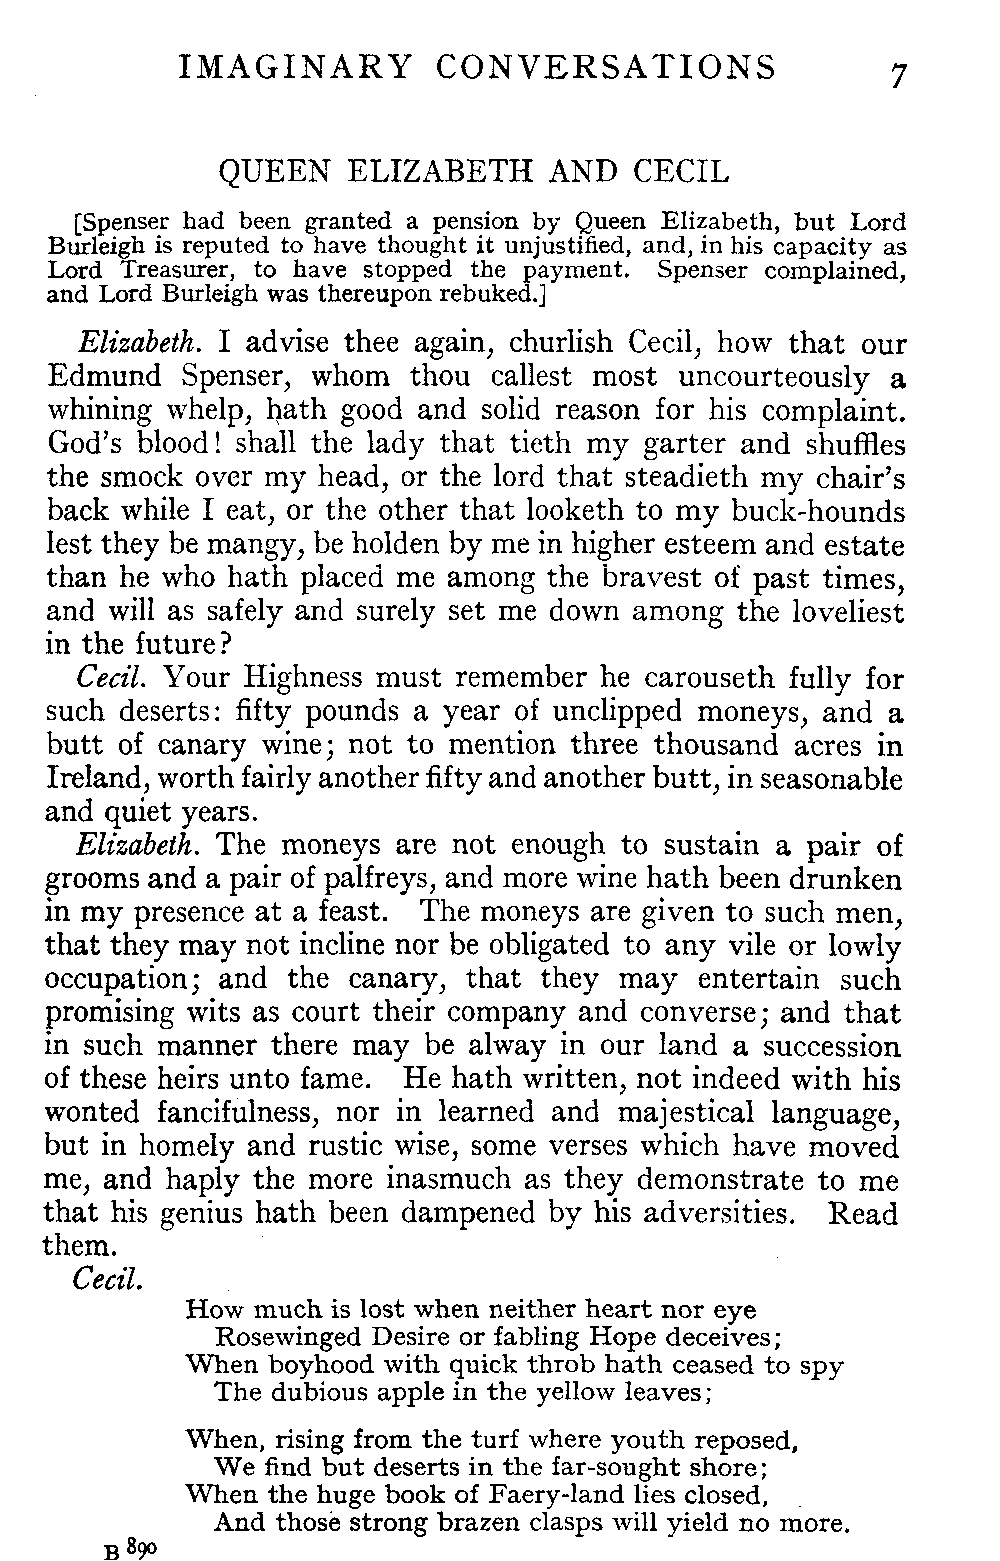 IMAGINARY CONVERSATIONS 7
QUEEN ELIZABETH AND CECIL
[Spenser had been granted a pension by Queen Elizabeth, but Lord
Burleigh is reputed to have thought it unjustified, and, in his capacity as
Lord Treasurer, to have stopped the payment. Spenser complained,
and Lord Burleigh was thereupon rebuked.]
Elizabeth. I advise thee again, churlish Cecil, how that our
Edmund Spenser, whom thou callest most uncourteously a
whining whelp, hath good and solid reason for his complaint.
God's blood! shall the lady that tieth my garter and shuffles
the smock over my head, or the lord that steadieth my chair's
back while I eat, or the other that looketh to my buck-hounds
lest they be mangy, be holden by me in higher esteem and estate
than he who hath placed me among the bravest of past times,
and will as safely and surely set me down among the loveliest
in the future?
Cecil. Your Highness must remember he carouseth fully for
such deserts: fifty pounds a year of unclipped moneys, and a
butt of canary wine; not to mention three thousand acres in
Ireland, worth fairly another fifty and another butt, in seasonable
and quiet years.
Elizabeth. The moneys are not enough to sustain a pair of
grooms and a pair of palfreys, and more wine hath been drunken
in my presence at a feast. The moneys are given to such men,
that they may not incline nor be obligated to any vile or lowly
occupation; and the canary, that they may entertain such
promising wits as court their company and converse; and that
in such manner there may be alway in our land a succession
of these heirs unto fame. He hath written, not indeed with his
wonted fancifulness, nor in learned and majestical language,
but in homely and rustic wise, some verses which have moved
me, and haply the more inasmuch as they demonstrate to me
that his genius hath been dampened by his adversities. Read
them.
Cecil.
How much is lost when neither heart nor eye
Rosewinged Desire or fabling Hope deceives;
When boyhood with quick throb hath ceased to spy
The dubious apple in the yellow leaves;
When, rising from the turf where youth reposed,
We find but deserts in the far-sought shore;
When the huge book of Faery-land lies closed,
And those strong brazen clasps will yield no more.
B 890